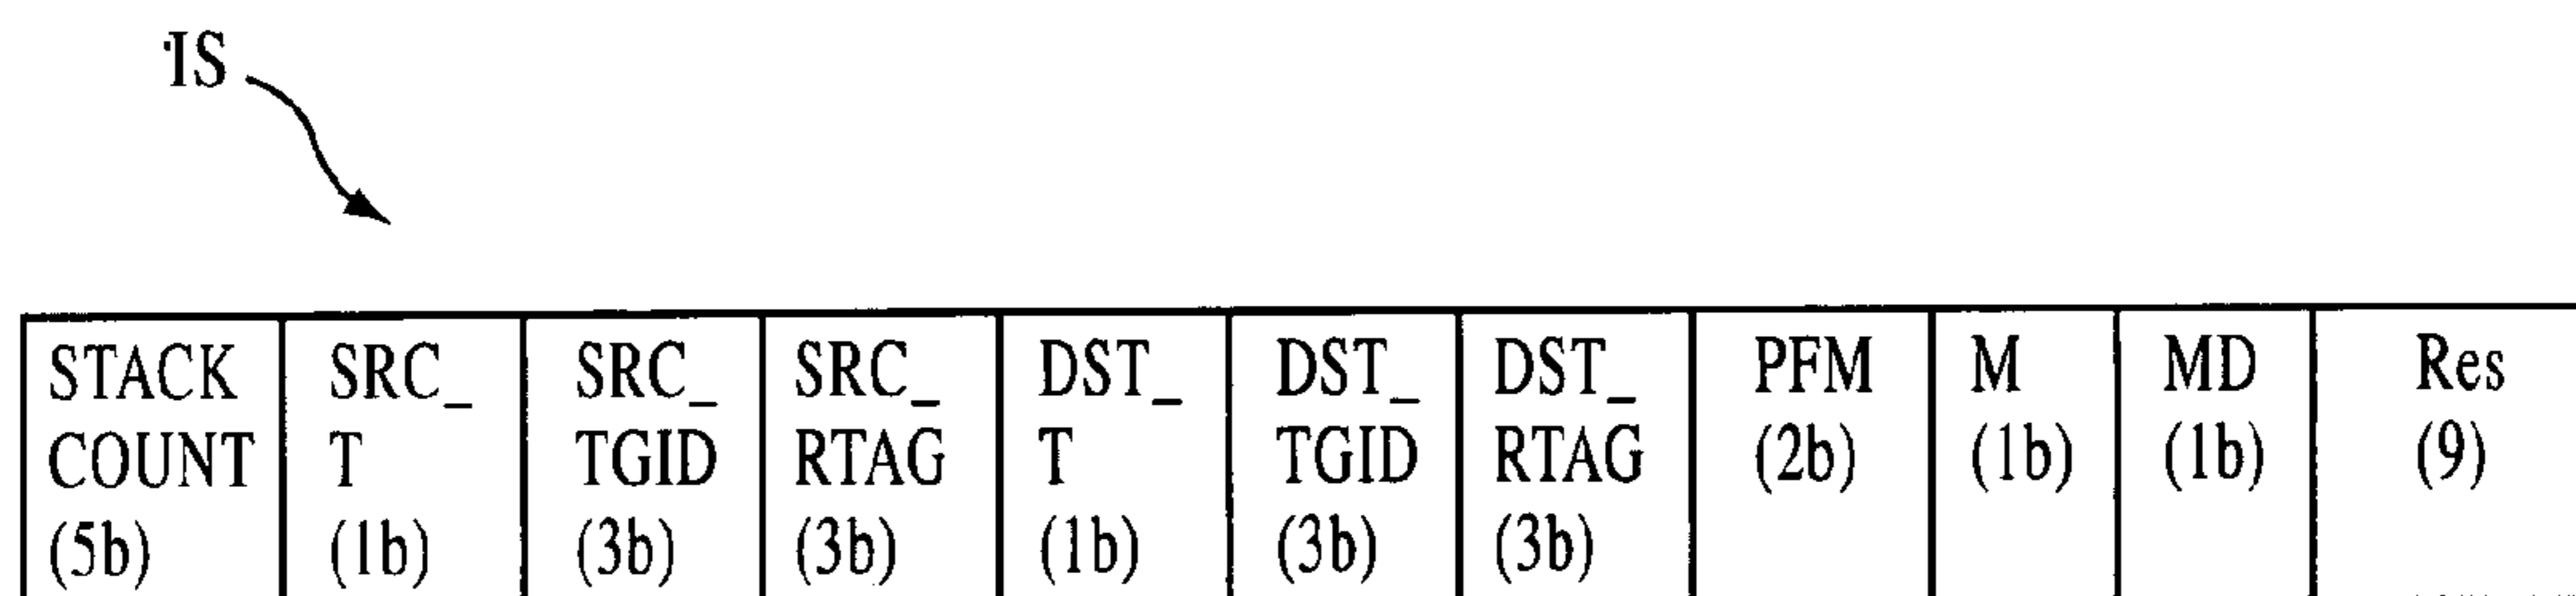 IS
STACK
COUNT
(5b)
SRC_
T
(1b)
SRC_
TGID
(3b)
SRC_
RTAG
(3b)
DST_
T
(1b)
DST_
TGID
(3b)
DST_
RTAG
(3b)
PFM
(2b)
M
(1b)
MD
(1b)
Res
(9)